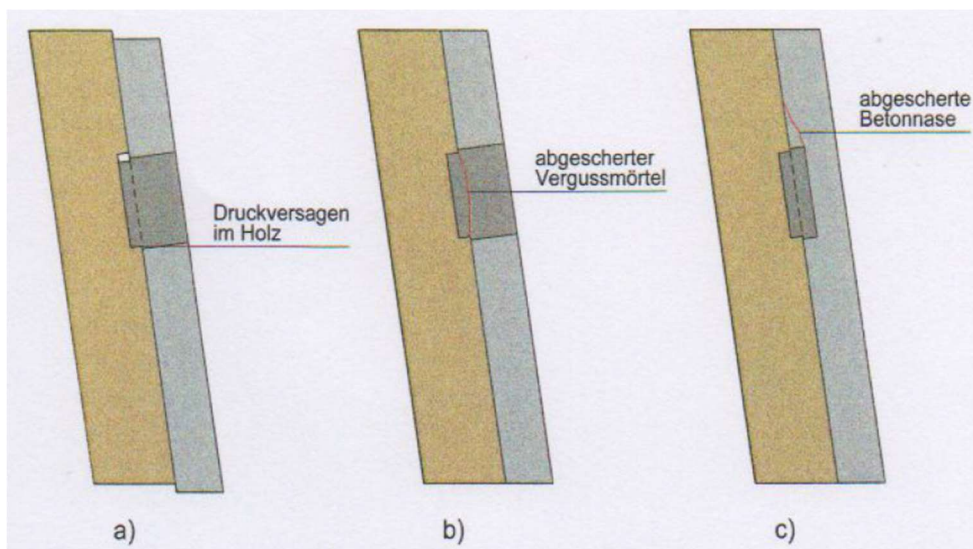 Druckversagen
im Holz
abgescherter
Vergussmörtel
abgescherte
Betonnase
a)
b)
c)